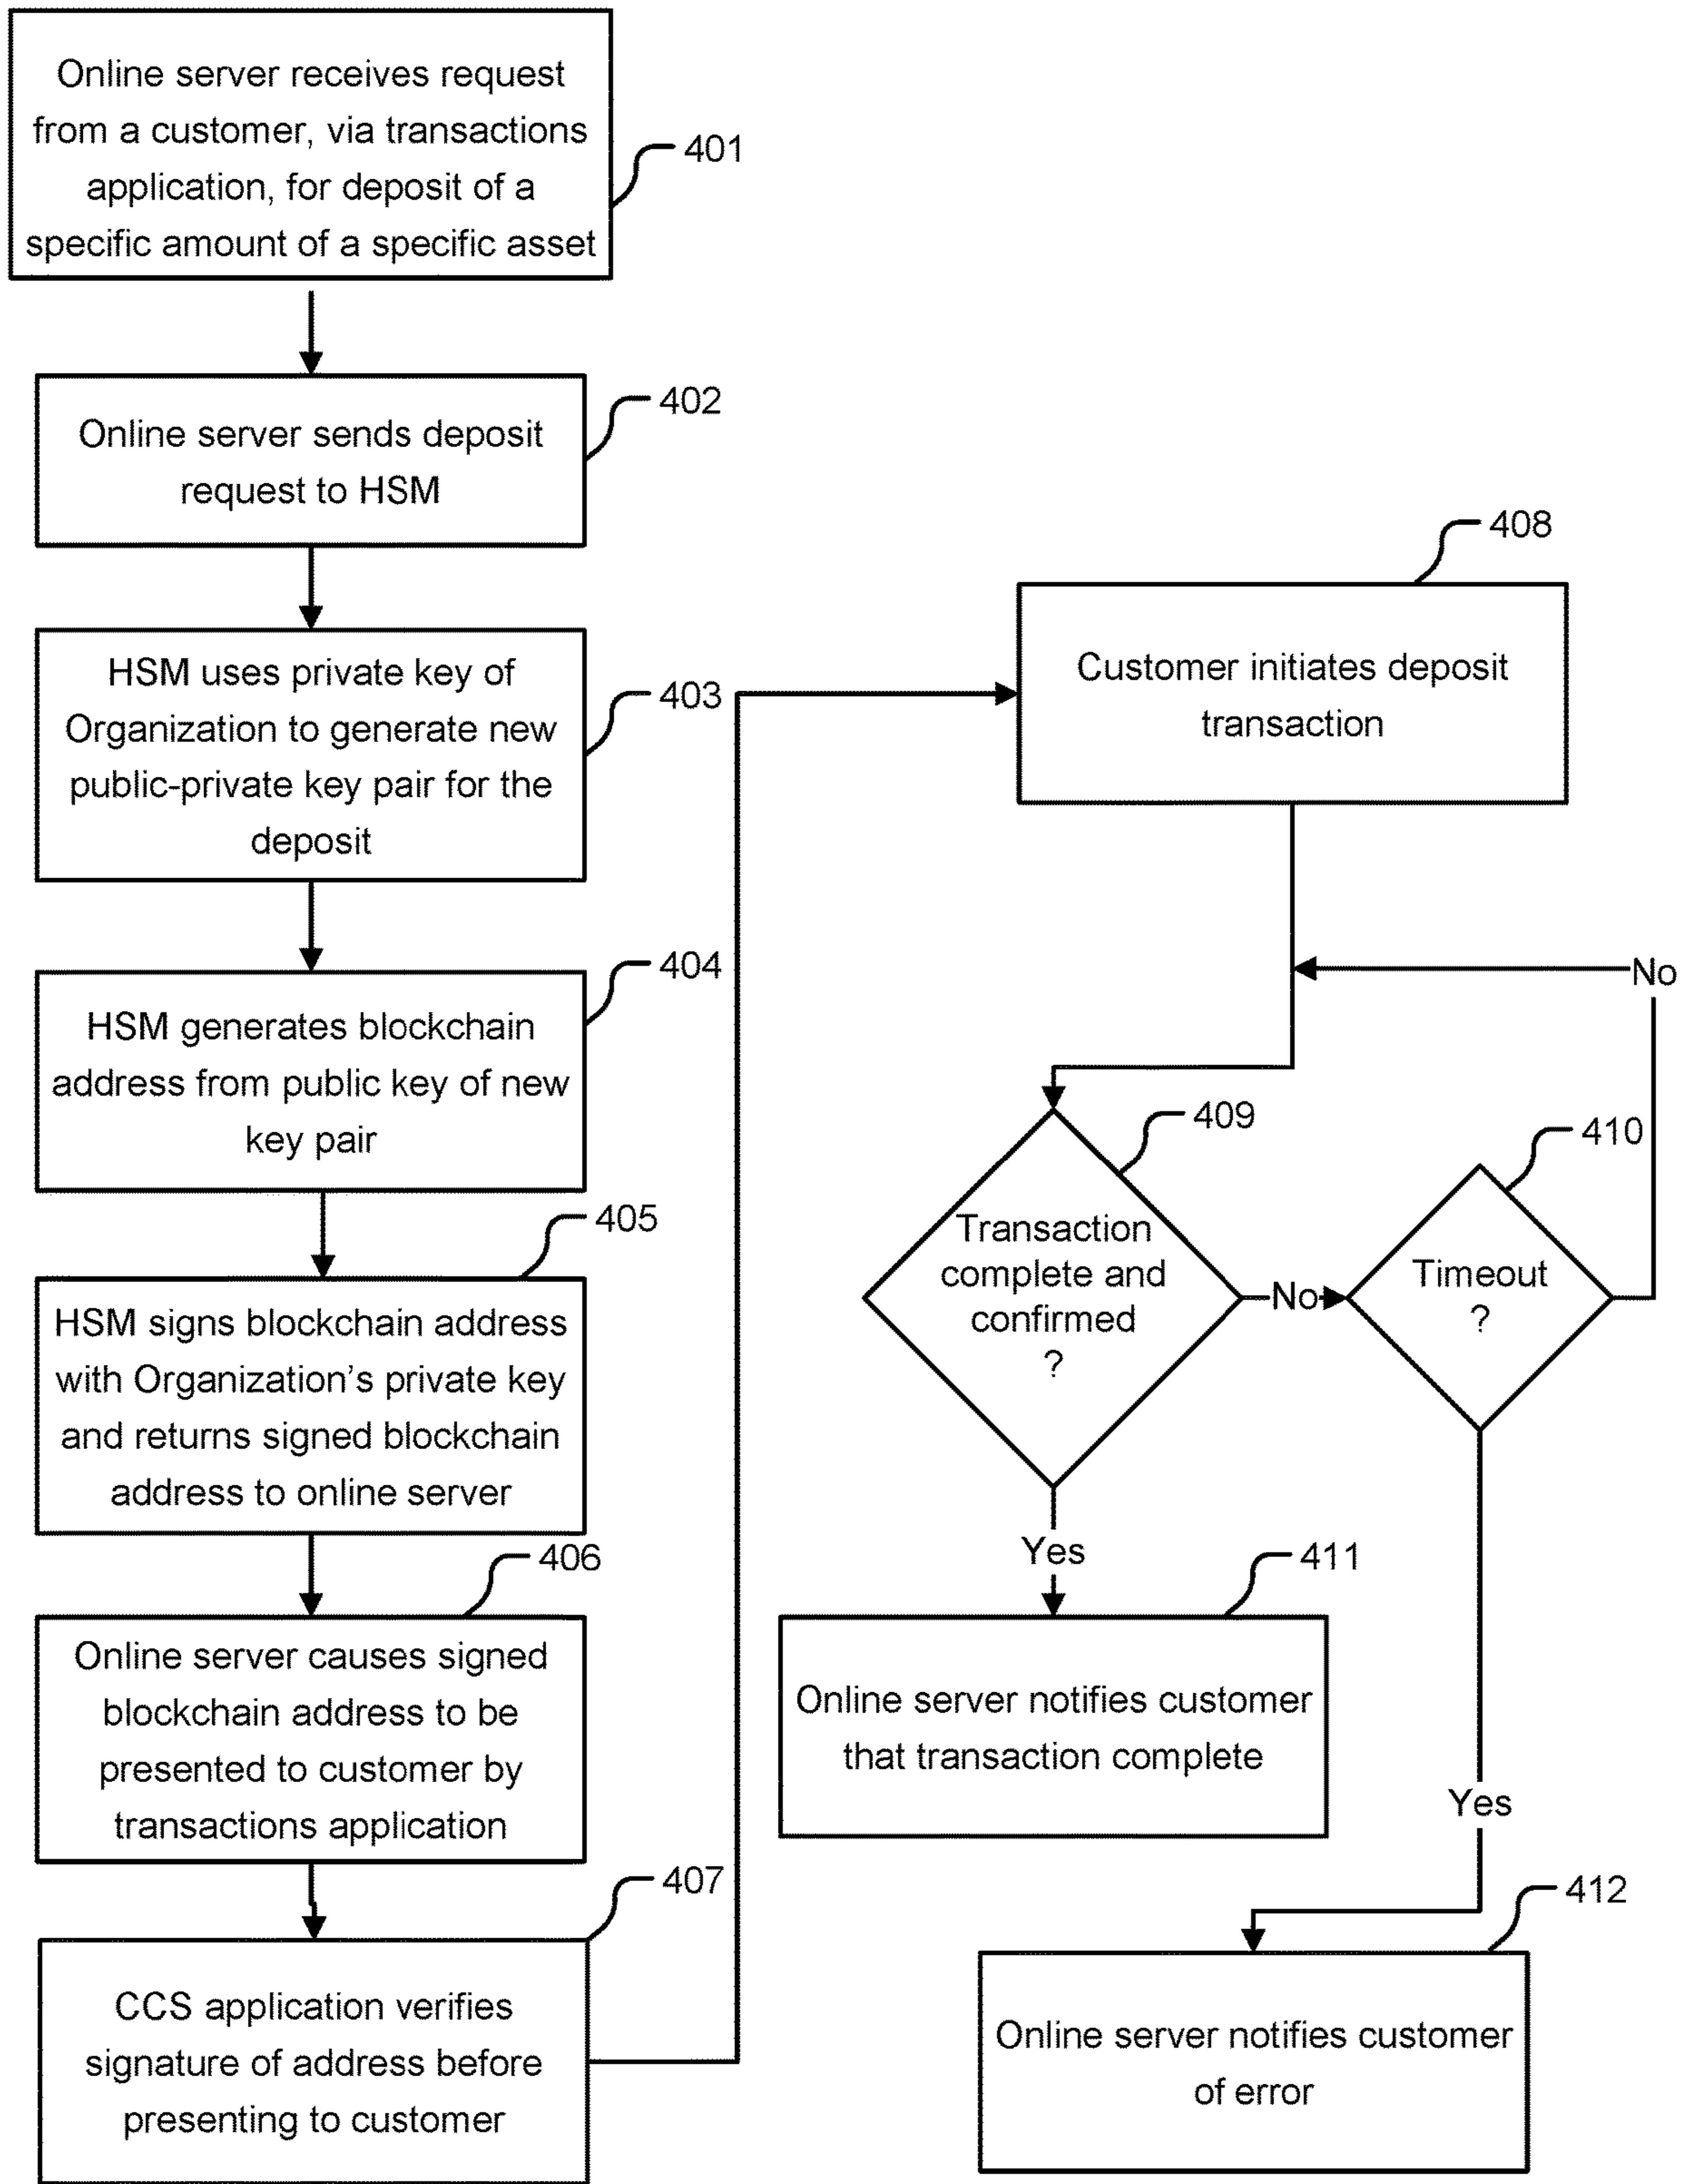 Online server receives request
from a customer, via transactions
application, for deposit of a
specific amount of a specific asset
401
Online server sends deposit
request to HSM
402
HSM uses private key of
Organization to generate new
public-private key pair for the
deposit
403
HSM generates blockchain
address from public key of new
key pair
404
HSM signs blockchain address
with Organization's private key
and returns signed blockchain
address to online server
405
Online server causes signed
blockchain address to be
presented to customer by
transactions application
406
CCS application verifies
signature of address before
presenting to customer
407
Customer initiates deposit
transaction
408
Transaction
complete and
confirmed
?
409
No
Timeout
?
410
No
Yes
Online server notifies customer
that transaction complete
411
Yes
Online server notifies customer
of error
412